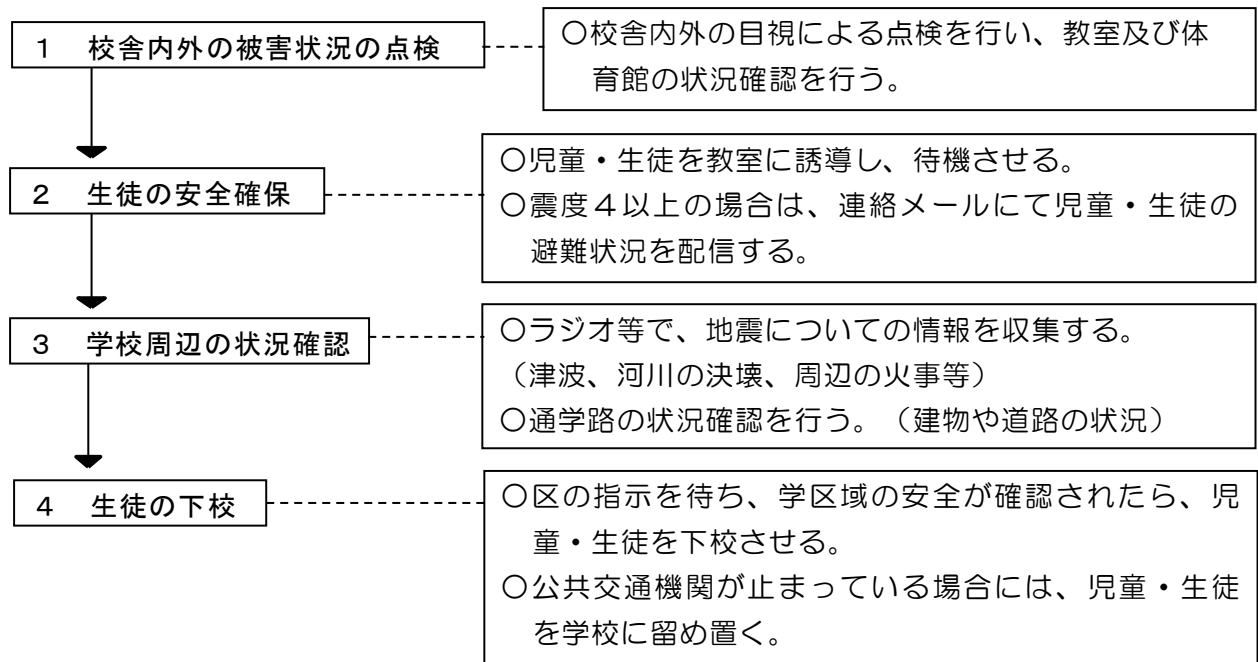 １　校舎内外の被害状況の点検
〇校舎内外の目視による点検を行い、教室及び体
育館の状況確認を行う。
２　生徒の安全確保
〇児童・生徒を教室に誘導し、待機させる。
〇震度４以上の場合は、連絡メールにて児童・生徒の
避難状況を配信する。
３　学校周辺の状況確認
〇ラジオ等で、地震についての情報を収集する。
（津波、河川の決壊、周辺の火事等）
〇通学路の状況確認を行う。（建物や道路の状況）
４　生徒の下校
〇区の指示を待ち、学区域の安全が確認されたら、児
童・生徒を下校させる。
〇公共交通機関が止まっている場合には、児童・生徒
を学校に留め置く。